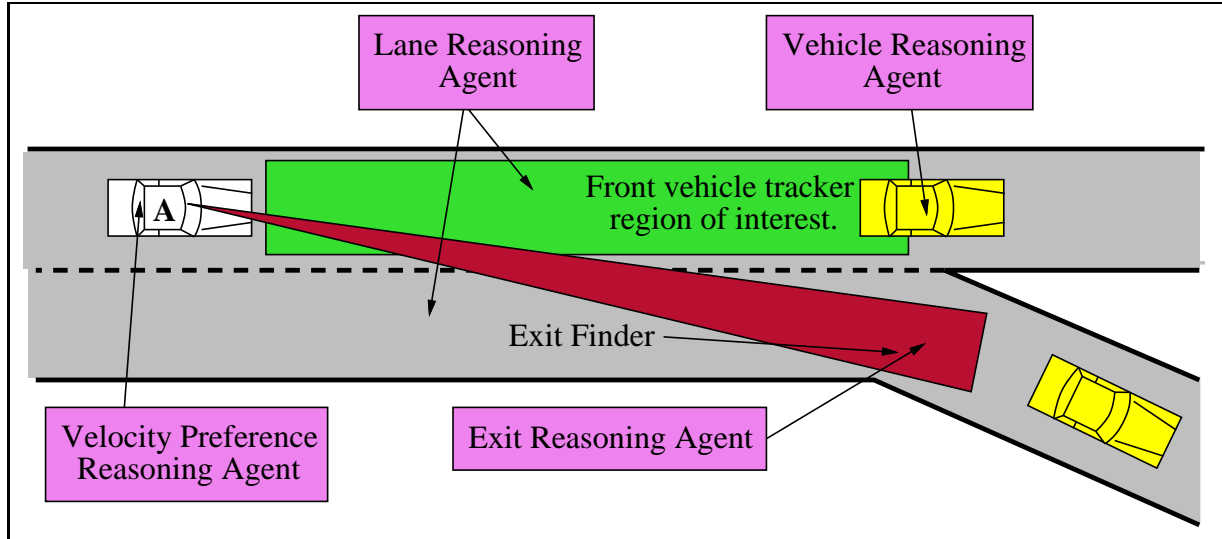 Lane Reasoning
Agent
Vehicle Reasoning
Agent
Front vehicle tracker
region of interest.
A
Exit Finder
Velocity Preference
Reasoning Agent
Exit Reasoning Agent